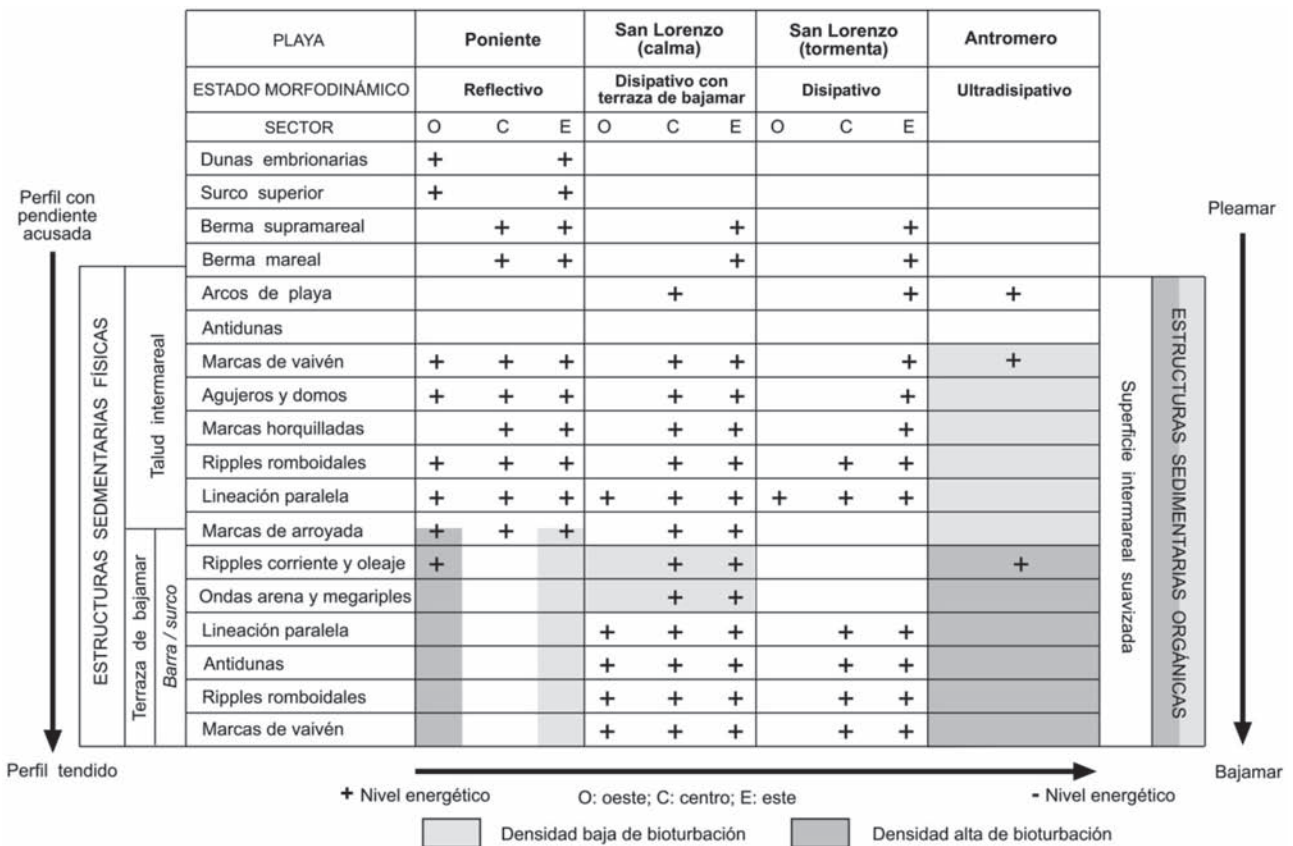 PLAYA Poniente San Lorenzo (calma) San Lorenzo (tormenta) Antromero
ESTADO MORFODINÁMICO Reflectivo Disipativo con terraza de bajamar Disipativo Ultradisipativo
SECTOR O C E O C E O C E
Dunas embrionarias + +
Surco superior + +
Berma supramareal + + + +
Berma mareal + + + +
Arcos de playa + + +
Antidunas
Marcas de vaivén + + + + + + +
Agujeros y domos + + + + + +
Marcas horquilladas + + + + +
Ripples romboidales + + + + + + +
Lineación paralela + + + + + + + + +
Marcas de arroyada + + + + +
Ripples corriente y oleaje + + + +
Ondas arena y megariples + +
Lineación paralela + + + + +
Antidunas + + + + +
Ripples romboidales + + + + +
Marcas de vaivén + + + + +
Perfil con
pendiente
acusada
Perfil tendido
ESTRUCTURAS SEDMENTARIAS FÍSICAS
Talud intermareal
Terraza de bajamar
Barra / surco
Superficie intermareal suavizada
ESTRUCTURAS SEDIMENTARIAS ORGÁNICAS
Pleamar
Bajamar
+ Nivel energético O: oeste; C: centro; E: este - Nivel energético
Densidad baja de bioturbación Densidad alta de bioturbación